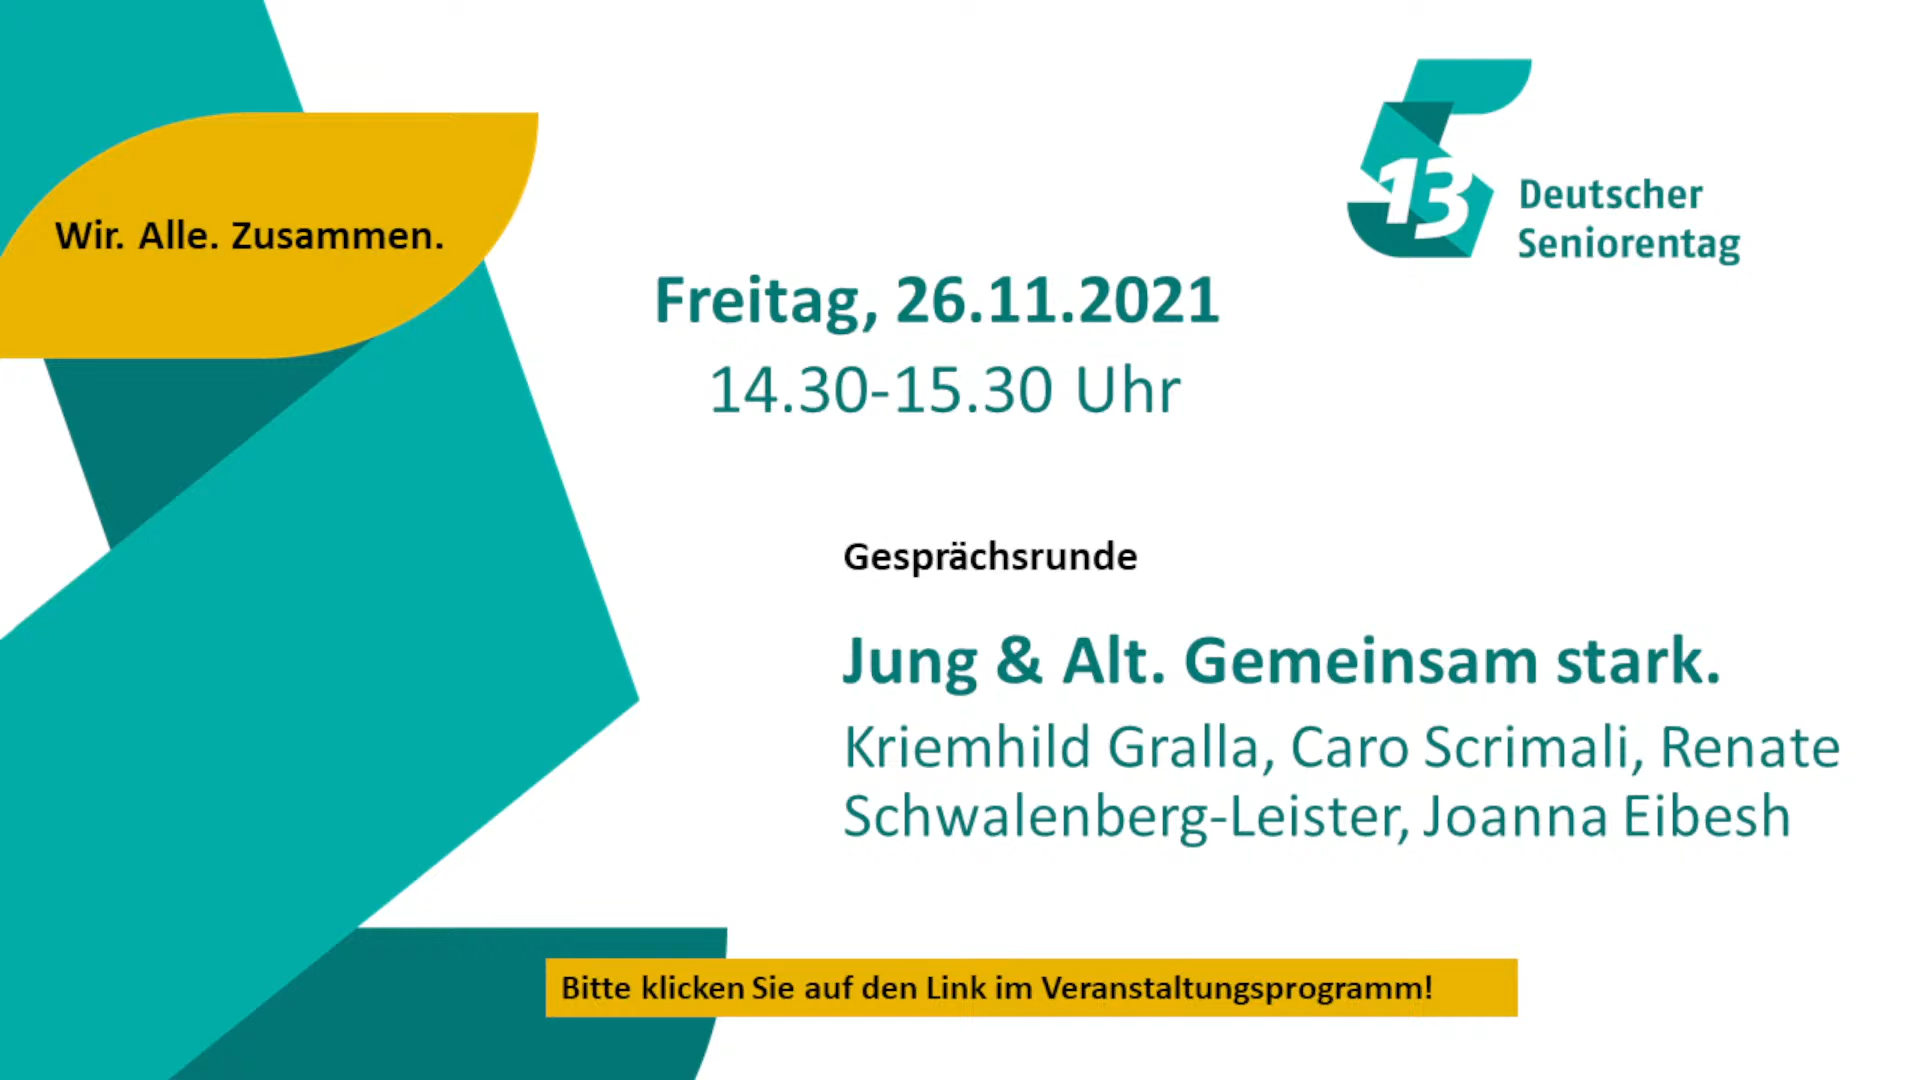 Wir. Alle. Zusammen.
13
Deutscher
Seniorentag
Freitag, 26.11.2021
14.30-15.30 Uhr
Gesprächsrunde
Jung & Alt. Gemeinsam stark.
Kriemhild Gralla, Caro Scrimali, Renate
Schwalenberg-Leister, Joanna Eibesh
Bitte klicken Sie auf den Link im Veranstaltungsprogramm!